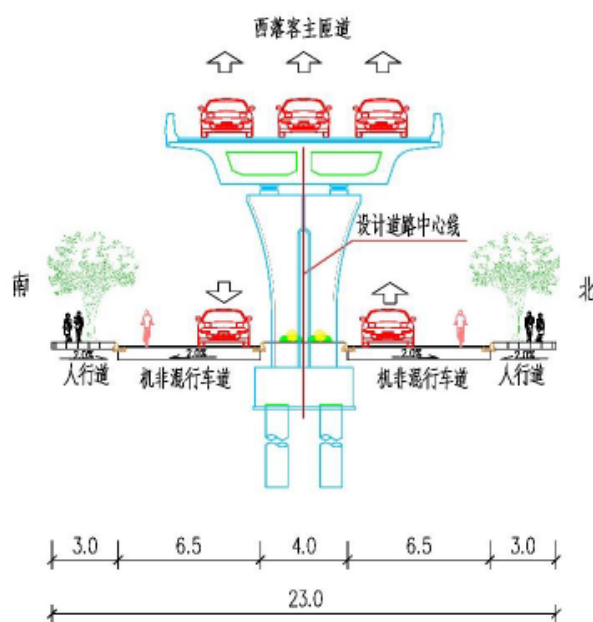 西落客主匝道
设计道路中心线
南
北
2.0%
2.0%
2.0%
2.0%
人行道
机非混行车道
机非混行车道
人行道
3.0
6.5
4.0
6.5
3.0
23.0